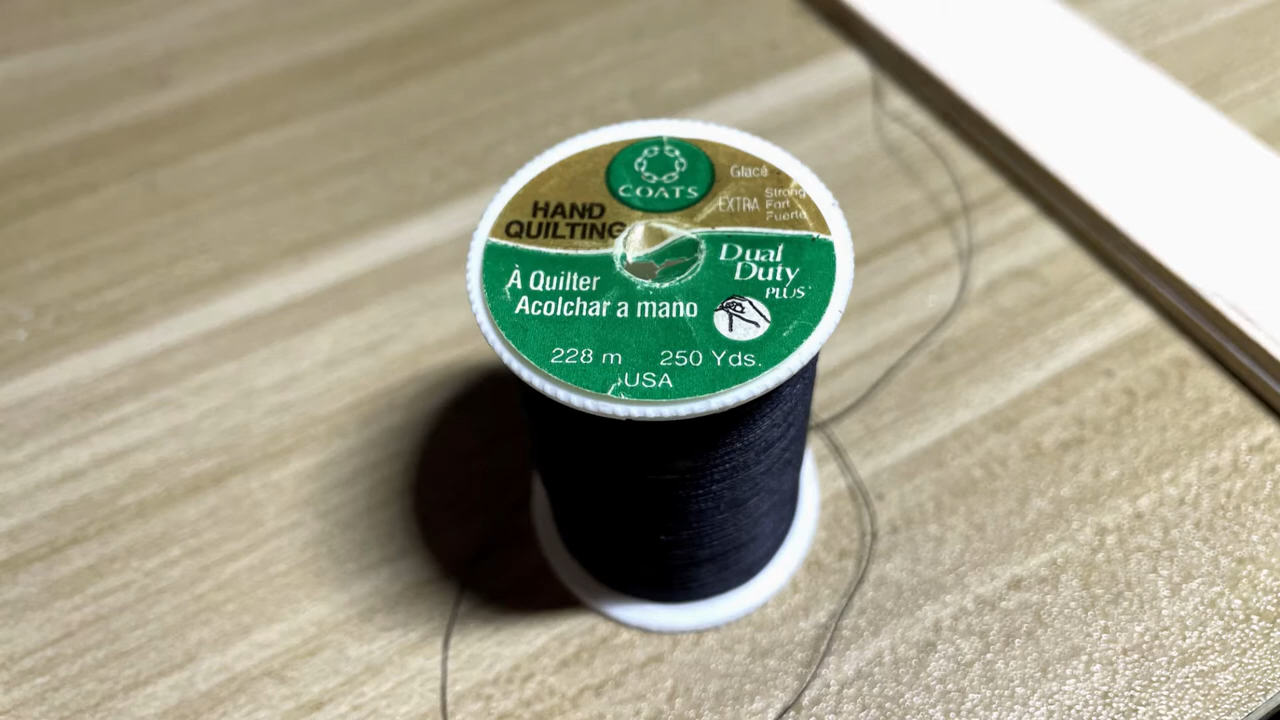 COATS
Glacé
EXTRA Strong
Fort
Fuerte
HAND
QUILTING
Dual
Duty
PLUS
À Quilter
Acolchar a mano
228 m 250 Yds.
USA